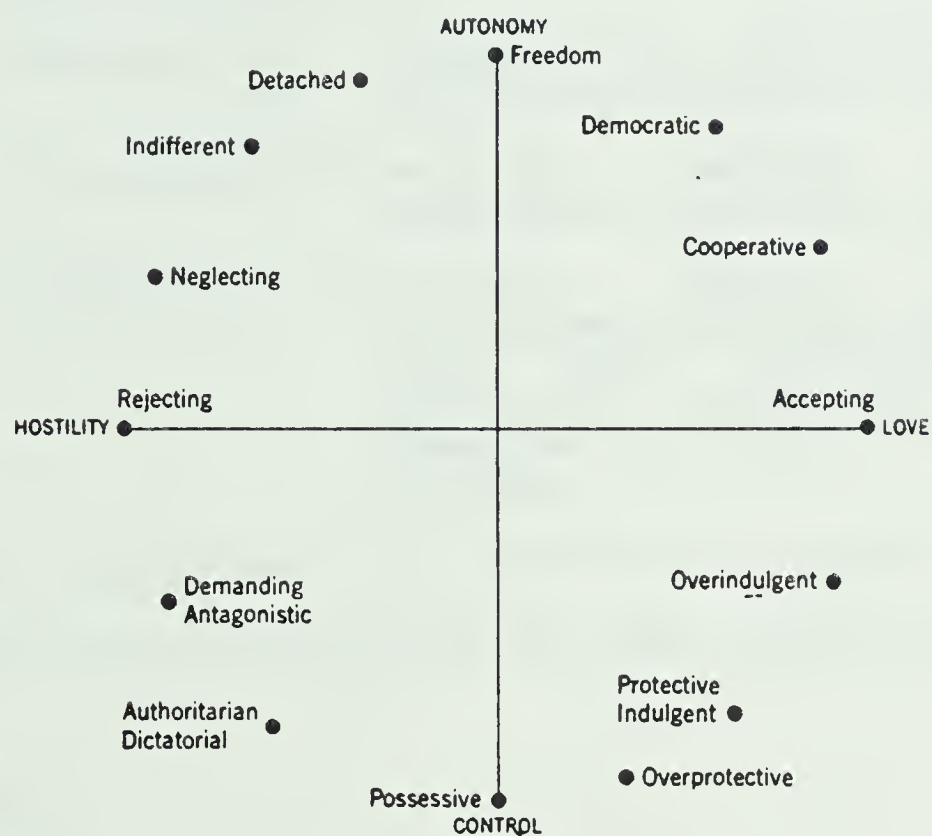 AUTONOMY
Freedom
Detached
Democratic
Indifferent
Cooperative
Neglecting
Rejecting
Accepting
HOSTILITY
LOVE
Demanding
Antagonistic
Overindulgent
Protective
Indulgent
Authoritarian
Dictatorial
Overprotective
Possessive
CONTROL